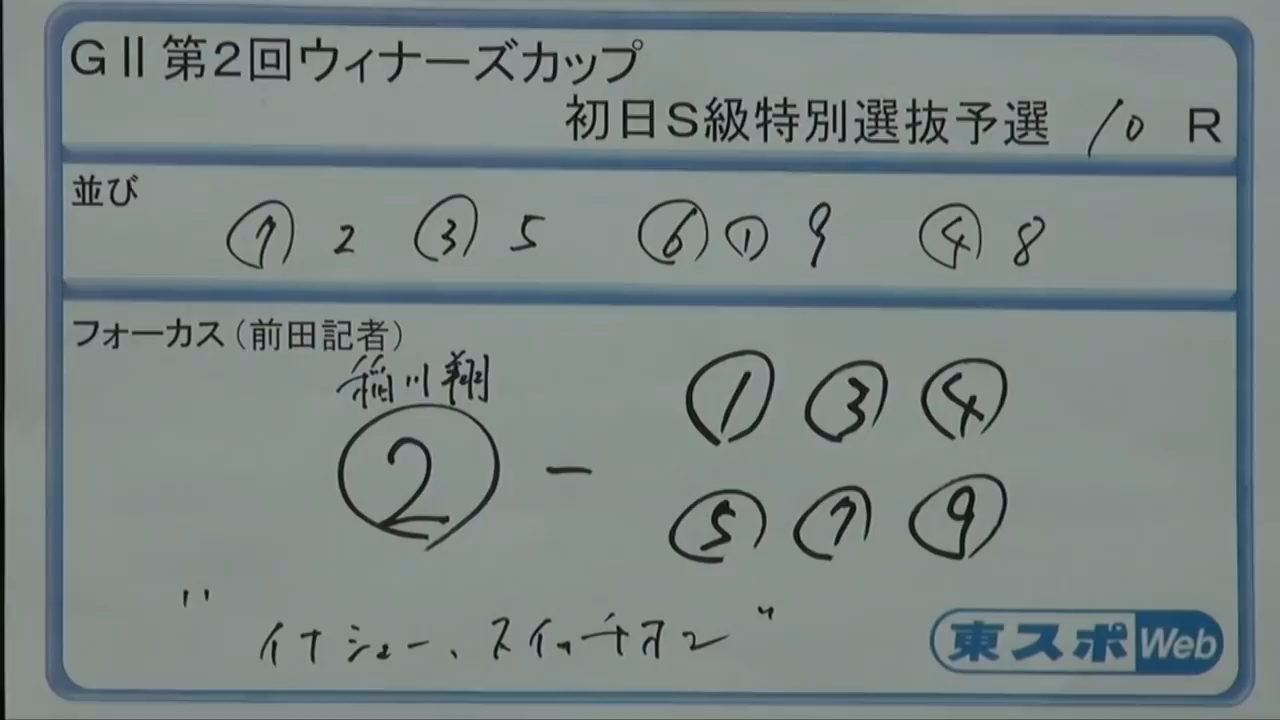 GⅡ第2回ウィナーズカップ
初日S級特別選抜予選 10 R
並び
⑦ 2 ③ 5 ⑥ ① 9 ④ 8
フォーカス(前田記者)
稲川翔
② - ① ③ ④
⑤ ⑦ ⑨
"イナショー、スイッチオン"
東スポWeb